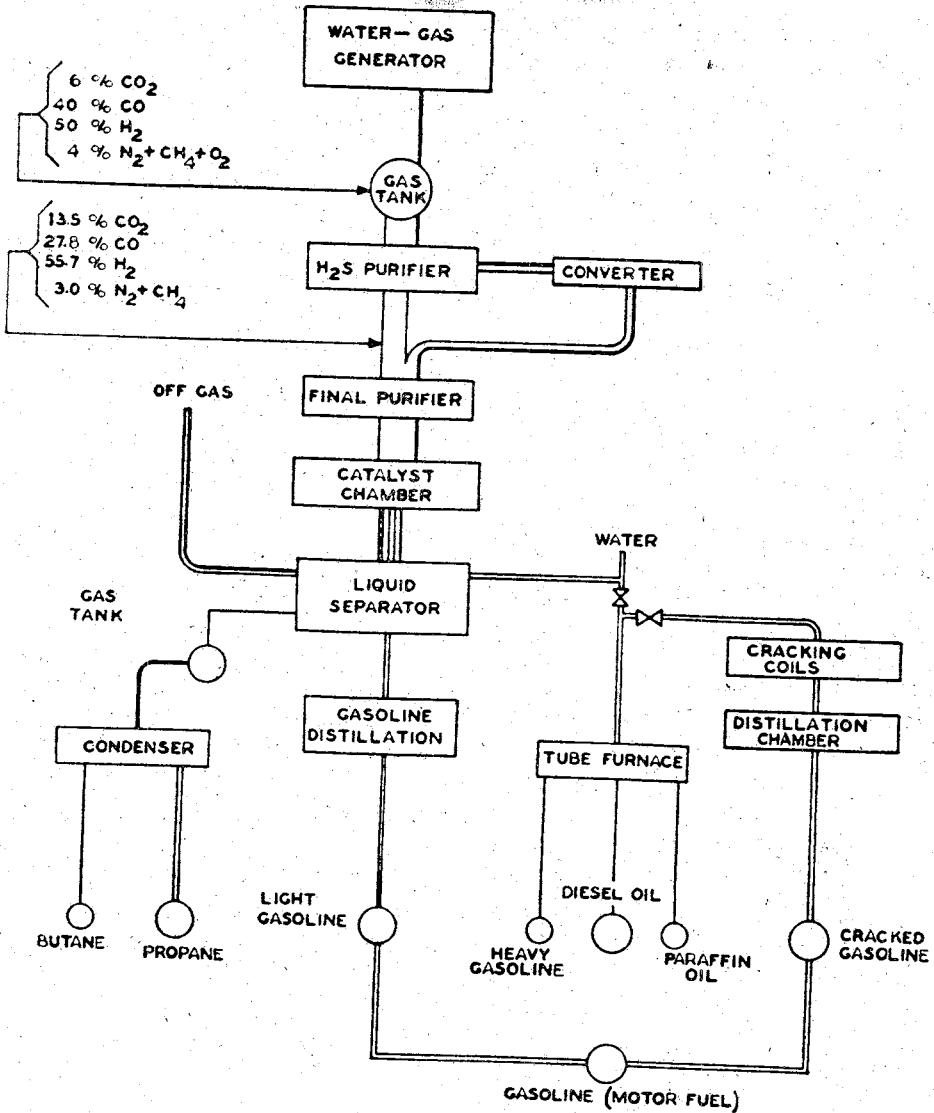 WATER-GAS
GENERATOR
6 % CO₂
40 % CO
50 % H₂
4 % N₂+CH₄+O₂
GAS
TANK
13.5 % CO₂
27.8 % CO
55.7 % H₂
3.0 % N₂+CH₄
H₂S PURIFIER
CONVERTER
OFF GAS
FINAL PURIFIER
CATALYST
CHAMBER
WATER
LIQUID
SEPARATOR
GAS
TANK
CRACKING
COILS
GASOLINE
DISTILLATION
DISTILLATION
CHAMBER
CONDENSER
TUBE FURNACE
LIGHT
GASOLINE
DIESEL OIL
BUTANE
PROPANE
HEAVY
GASOLINE
PARAFFIN
OIL
CRACKED
GASOLINE
GASOLINE (MOTOR FUEL)